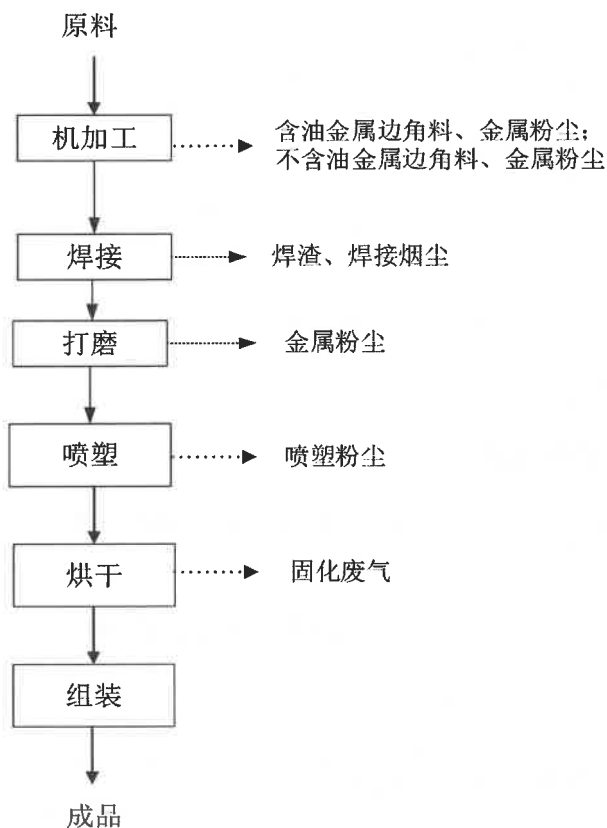 原料
机加工
含油金属边角料、金属粉尘；
不含油金属边角料、金属粉尘
焊接
焊渣、焊接烟尘
打磨
金属粉尘
喷塑
喷塑粉尘
烘干
固化废气
组装
成品